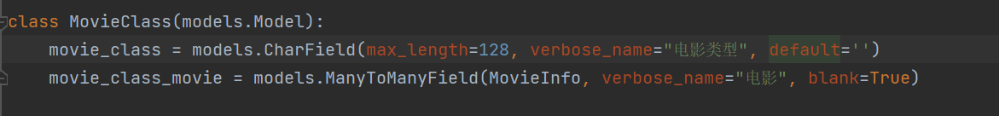 class MovieClass(models.Model):
movie_class = models.CharField(max_length=128, verbose_name="电影类型", default='')
movie_class_movie = models.ManyToManyField(MovieInfo, verbose_name="电影", blank=True)